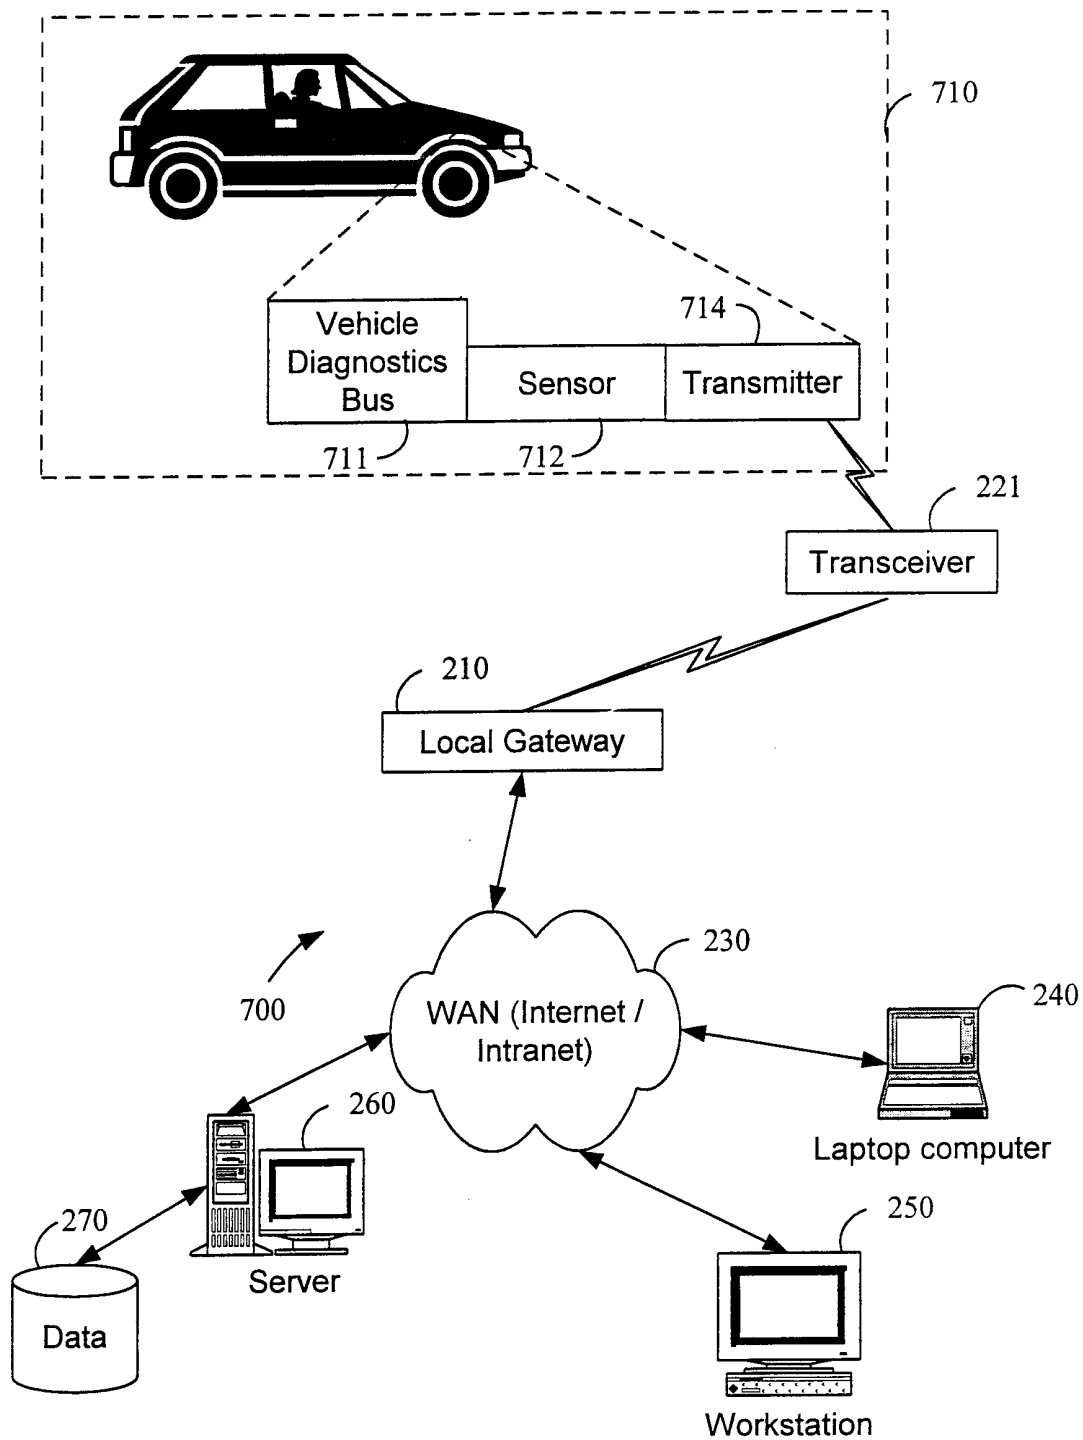 710
714
Vehicle
Diagnostics
Bus
Sensor
Transmitter
711
712
221
Transceiver
210
Local Gateway
230
700
WAN (Internet /
Intranet)
240
260
Laptop computer
270
250
Server
Data
Workstation